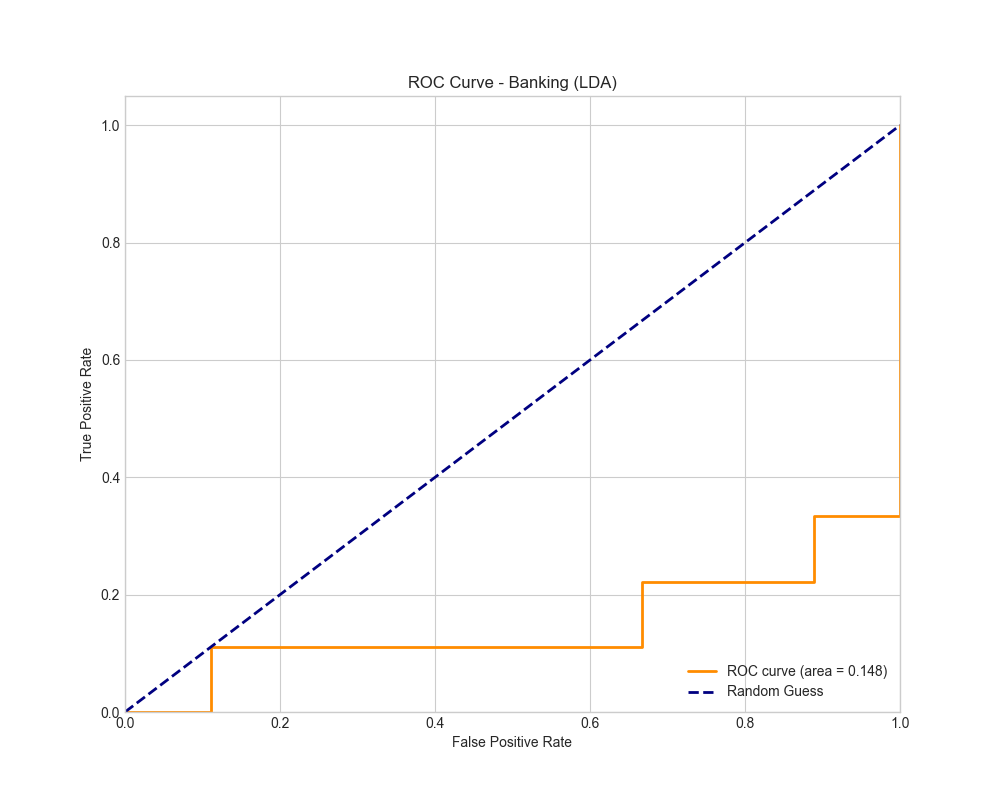 ROC Curve - Banking (LDA)
1.0
0.8
0.6
0.4
0.2
0.0
True Positive Rate
ROC curve (area = 0.148)
Random Guess
0.0 0.2 0.4 0.6 0.8 1.0
False Positive Rate